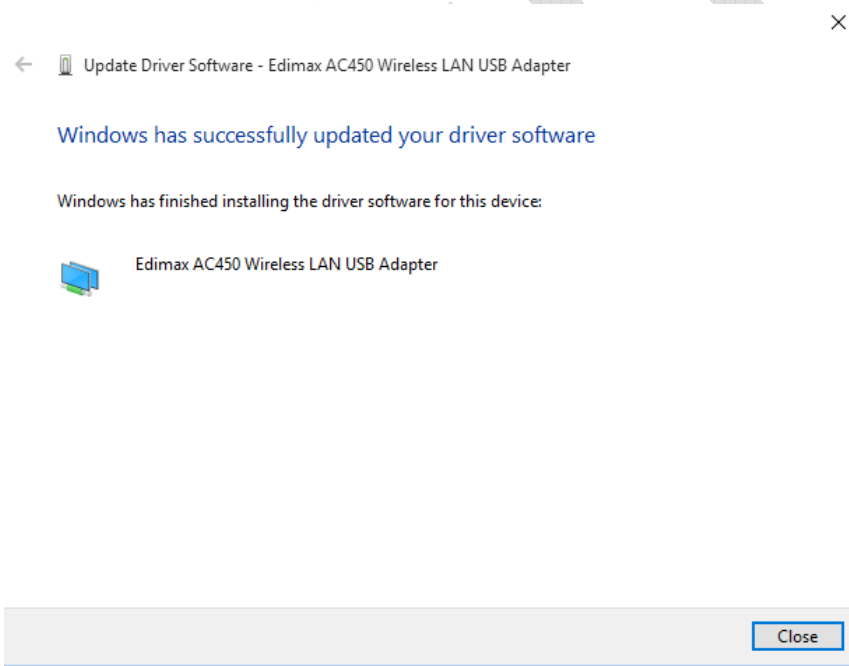 Update Driver Software - Edimax AC450 Wireless LAN USB Adapter
Windows has successfully updated your driver software
Windows has finished installing the driver software for this device:
Edimax AC450 Wireless LAN USB Adapter
Close